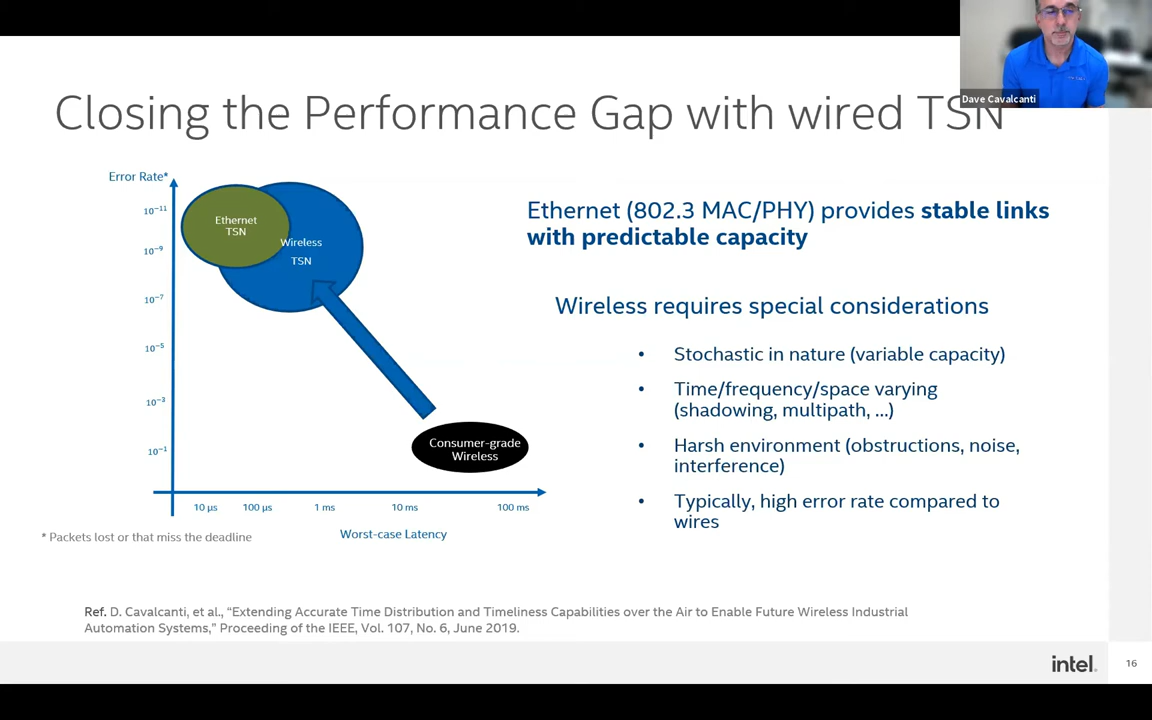 Dave Cavalcanti
Closing the Performance Gap with wired TSN
Error Rate*
10⁻¹¹
10⁻⁹
10⁻⁷
10⁻⁵
10⁻³
10⁻¹
Ethernet
TSN
Wireless
TSN
Consumer-grade
Wireless
10 µs
100 µs
1 ms
10 ms
100 ms
Worst-case Latency
* Packets lost or that miss the deadline
Ethernet (802.3 MAC/PHY) provides stable links
with predictable capacity
Wireless requires special considerations
• Stochastic in nature (variable capacity)
• Time/frequency/space varying
(shadowing, multipath, ...)
• Harsh environment (obstructions, noise,
interference)
• Typically, high error rate compared to
wires
Ref. D. Cavalcanti, et al., “Extending Accurate Time Distribution and Timeliness Capabilities over the Air to Enable Future Wireless Industrial
Automation Systems,” Proceeding of the IEEE, Vol. 107, No. 6, June 2019.
intel.
16